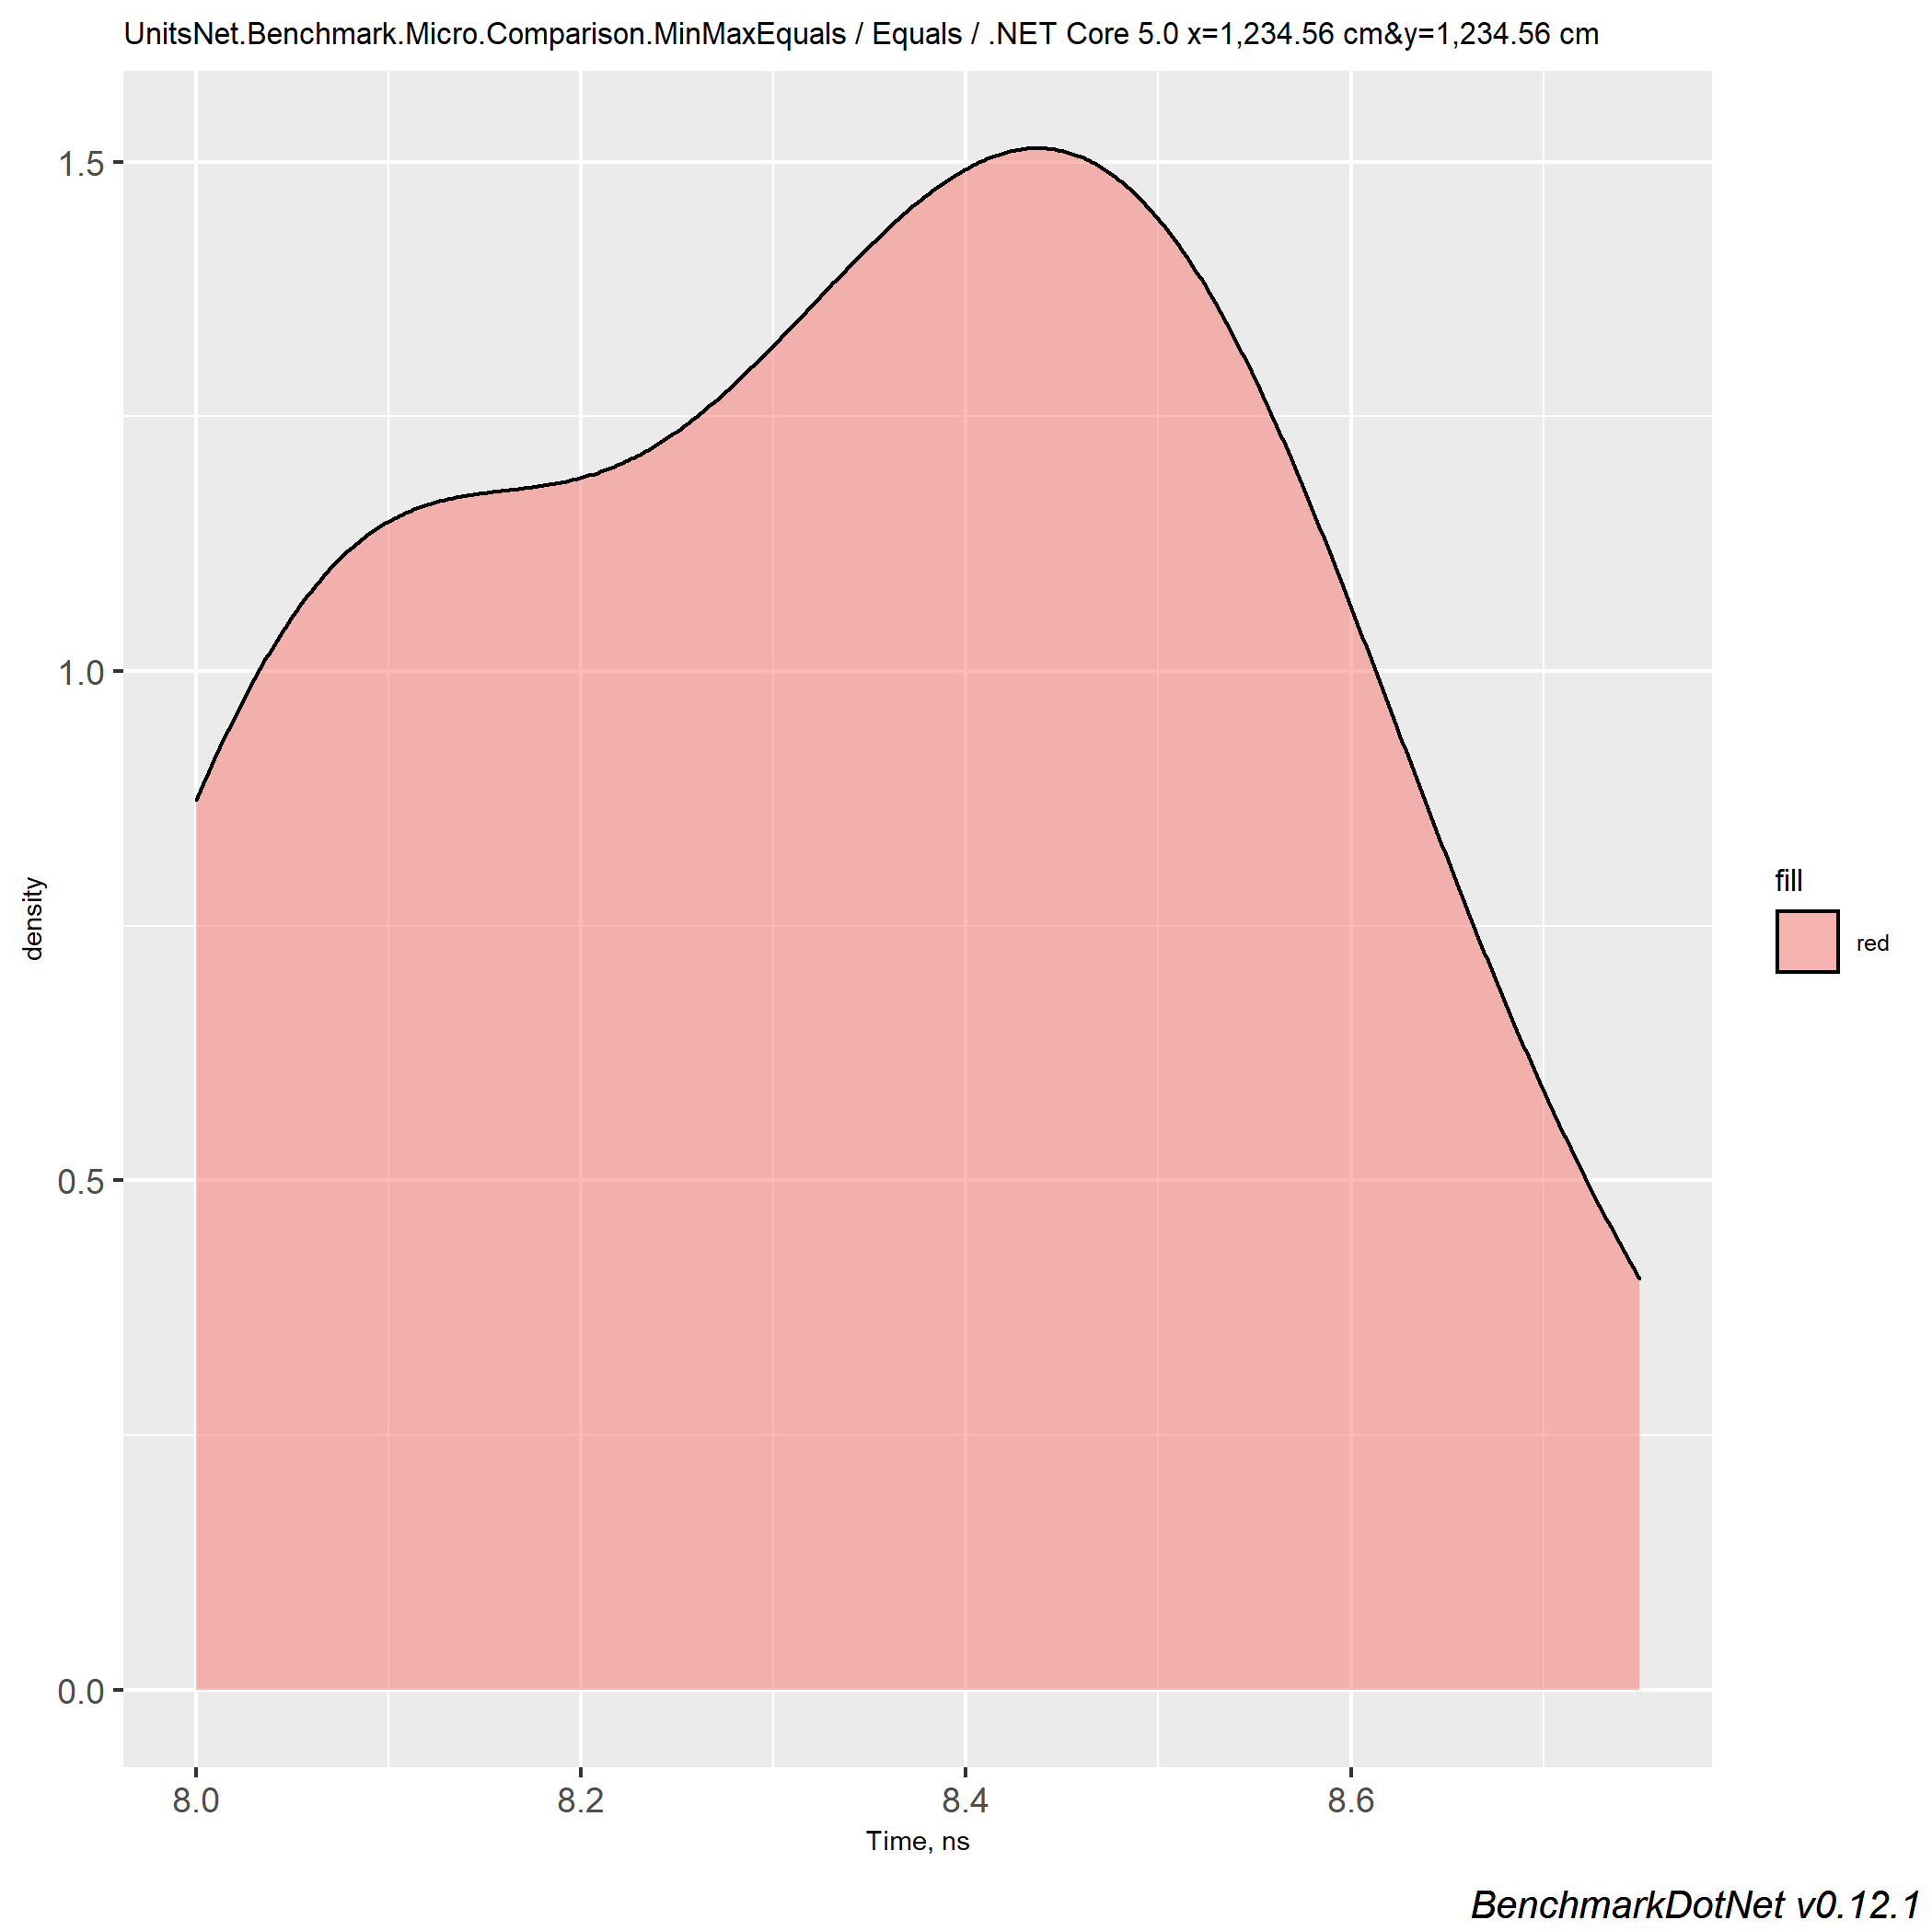 UnitsNet.Benchmark.Micro.Comparison.MinMaxEquals / Equals / .NET Core 5.0 x=1,234.56 cm&y=1,234.56 cm
1.5
1.0
0.5
0.0
density
fill
red
8.0 8.2 8.4 8.6
Time, ns
BenchmarkDotNet v0.12.1